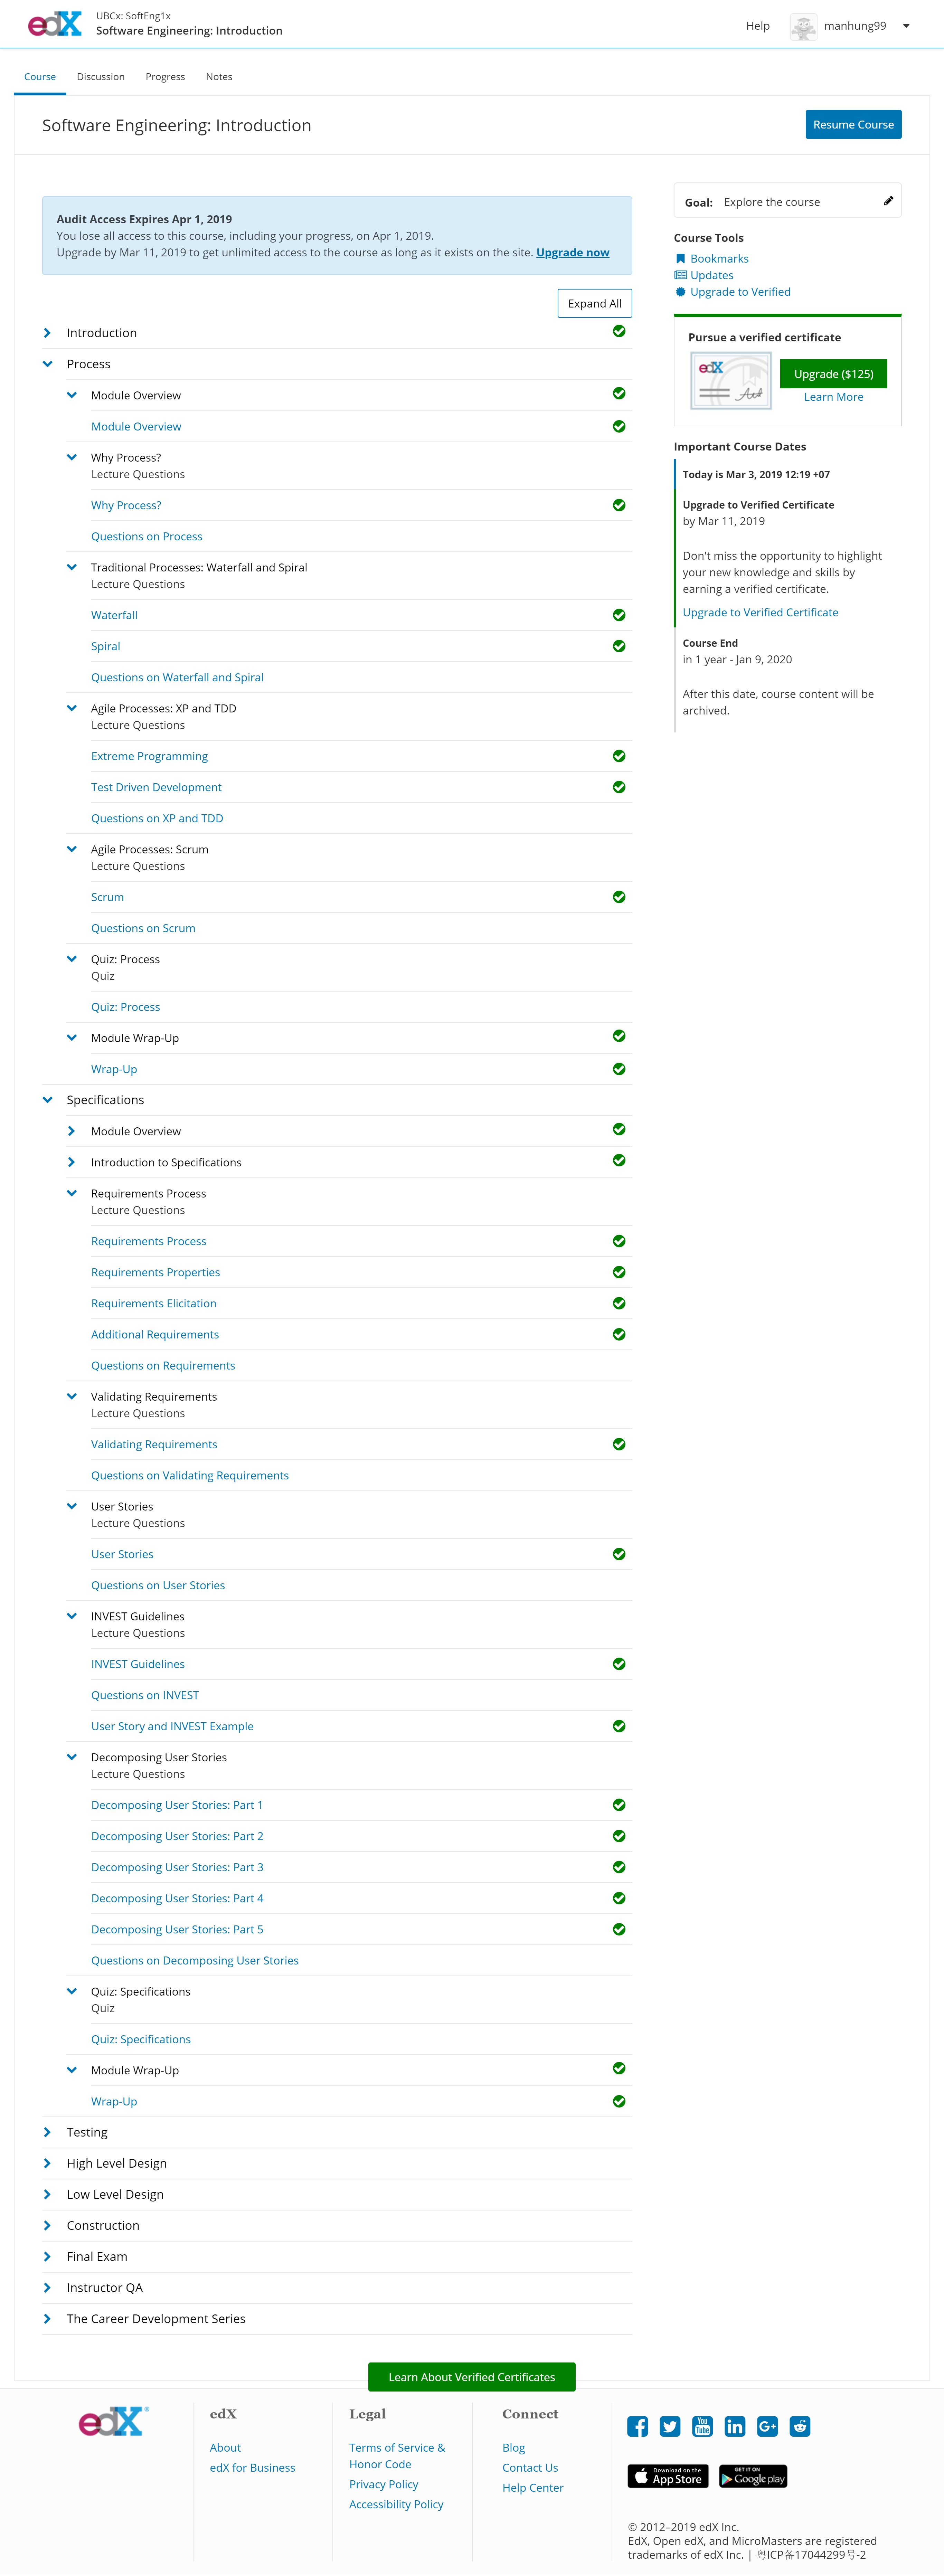 edX
UBCx: SoftEng1x
Software Engineering: Introduction
Help
manhung99
Course
Discussion
Progress
Notes
Software Engineering: Introduction
Resume Course
Audit Access Expires Apr 1, 2019
You lose all access to this course, including your progress, on Apr 1, 2019.
Upgrade by Mar 11, 2019 to get unlimited access to the course as long as it exists on the site. Upgrade now
Expand All
Introduction
Process
Module Overview
Module Overview
Why Process?
Lecture Questions
Why Process?
Questions on Process
Traditional Processes: Waterfall and Spiral
Lecture Questions
Waterfall
Spiral
Questions on Waterfall and Spiral
Agile Processes: XP and TDD
Lecture Questions
Extreme Programming
Test Driven Development
Questions on XP and TDD
Agile Processes: Scrum
Lecture Questions
Scrum
Questions on Scrum
Quiz: Process
Quiz
Quiz: Process
Module Wrap-Up
Wrap-Up
Specifications
Module Overview
Introduction to Specifications
Requirements Process
Lecture Questions
Requirements Process
Requirements Properties
Requirements Elicitation
Additional Requirements
Questions on Requirements
Validating Requirements
Lecture Questions
Validating Requirements
Questions on Validating Requirements
User Stories
Lecture Questions
User Stories
Questions on User Stories
INVEST Guidelines
Lecture Questions
INVEST Guidelines
Questions on INVEST
User Story and INVEST Example
Decomposing User Stories
Lecture Questions
Decomposing User Stories: Part 1
Decomposing User Stories: Part 2
Decomposing User Stories: Part 3
Decomposing User Stories: Part 4
Decomposing User Stories: Part 5
Questions on Decomposing User Stories
Quiz: Specifications
Quiz
Quiz: Specifications
Module Wrap-Up
Wrap-Up
Testing
High Level Design
Low Level Design
Construction
Final Exam
Instructor QA
The Career Development Series
Goal: Explore the course
Course Tools
Bookmarks
Updates
Upgrade to Verified
Pursue a verified certificate
edX
Upgrade ($125)
Learn More
Important Course Dates
Today is Mar 3, 2019 12:19 +07
Upgrade to Verified Certificate
by Mar 11, 2019
Don't miss the opportunity to highlight
your new knowledge and skills by
earning a verified certificate.
Upgrade to Verified Certificate
Course End
in 1 year - Jan 9, 2020
After this date, course content will be
archived.
Learn About Verified Certificates
edX
edX
About
edX for Business
Legal
Terms of Service &
Honor Code
Privacy Policy
Accessibility Policy
Connect
Blog
Contact Us
Help Center
You
Tube
in
G+
Download on the
App Store
GET IT ON
Google play
© 2012–2019 edX Inc.
EdX, Open edX, and MicroMasters are registered
trademarks of edX Inc. | 粤ICP备17044299号-2